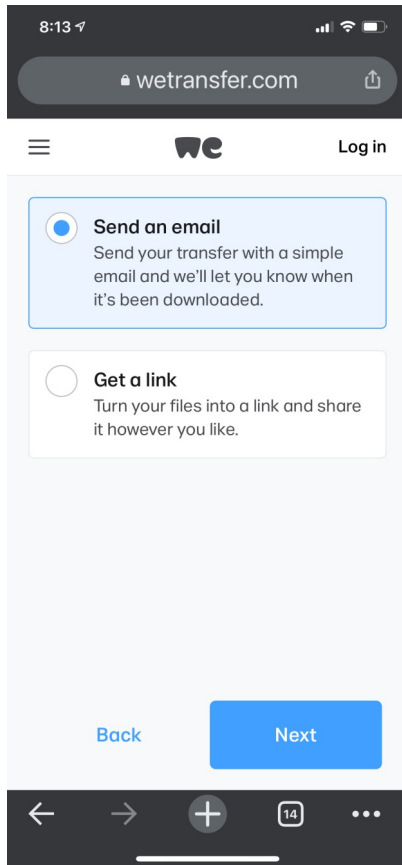 8:13
wetransfer.com
we
Log in
Send an email
Send your transfer with a simple
email and we’ll let you know when
it’s been downloaded.
Get a link
Turn your files into a link and share
it however you like.
Back
Next
14